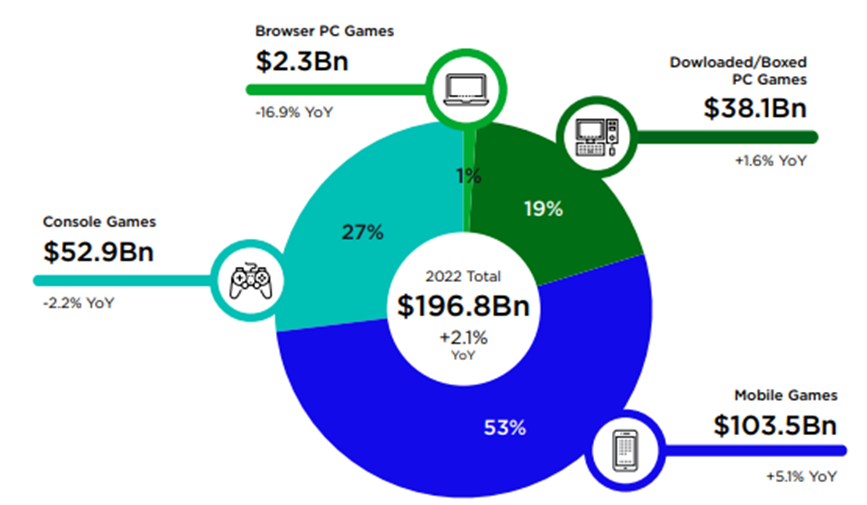 Browser PC Games
$2.3Bn
-16.9% YoY
Dowloaded/Boxed
PC Games
$38.1Bn
+1.6% YoY
1%
19%
27%
Console Games
$52.9Bn
-2.2% YoY
2022 Total
$196.8Bn
+2.1%
YoY
53%
Mobile Games
$103.5Bn
+5.1% YoY